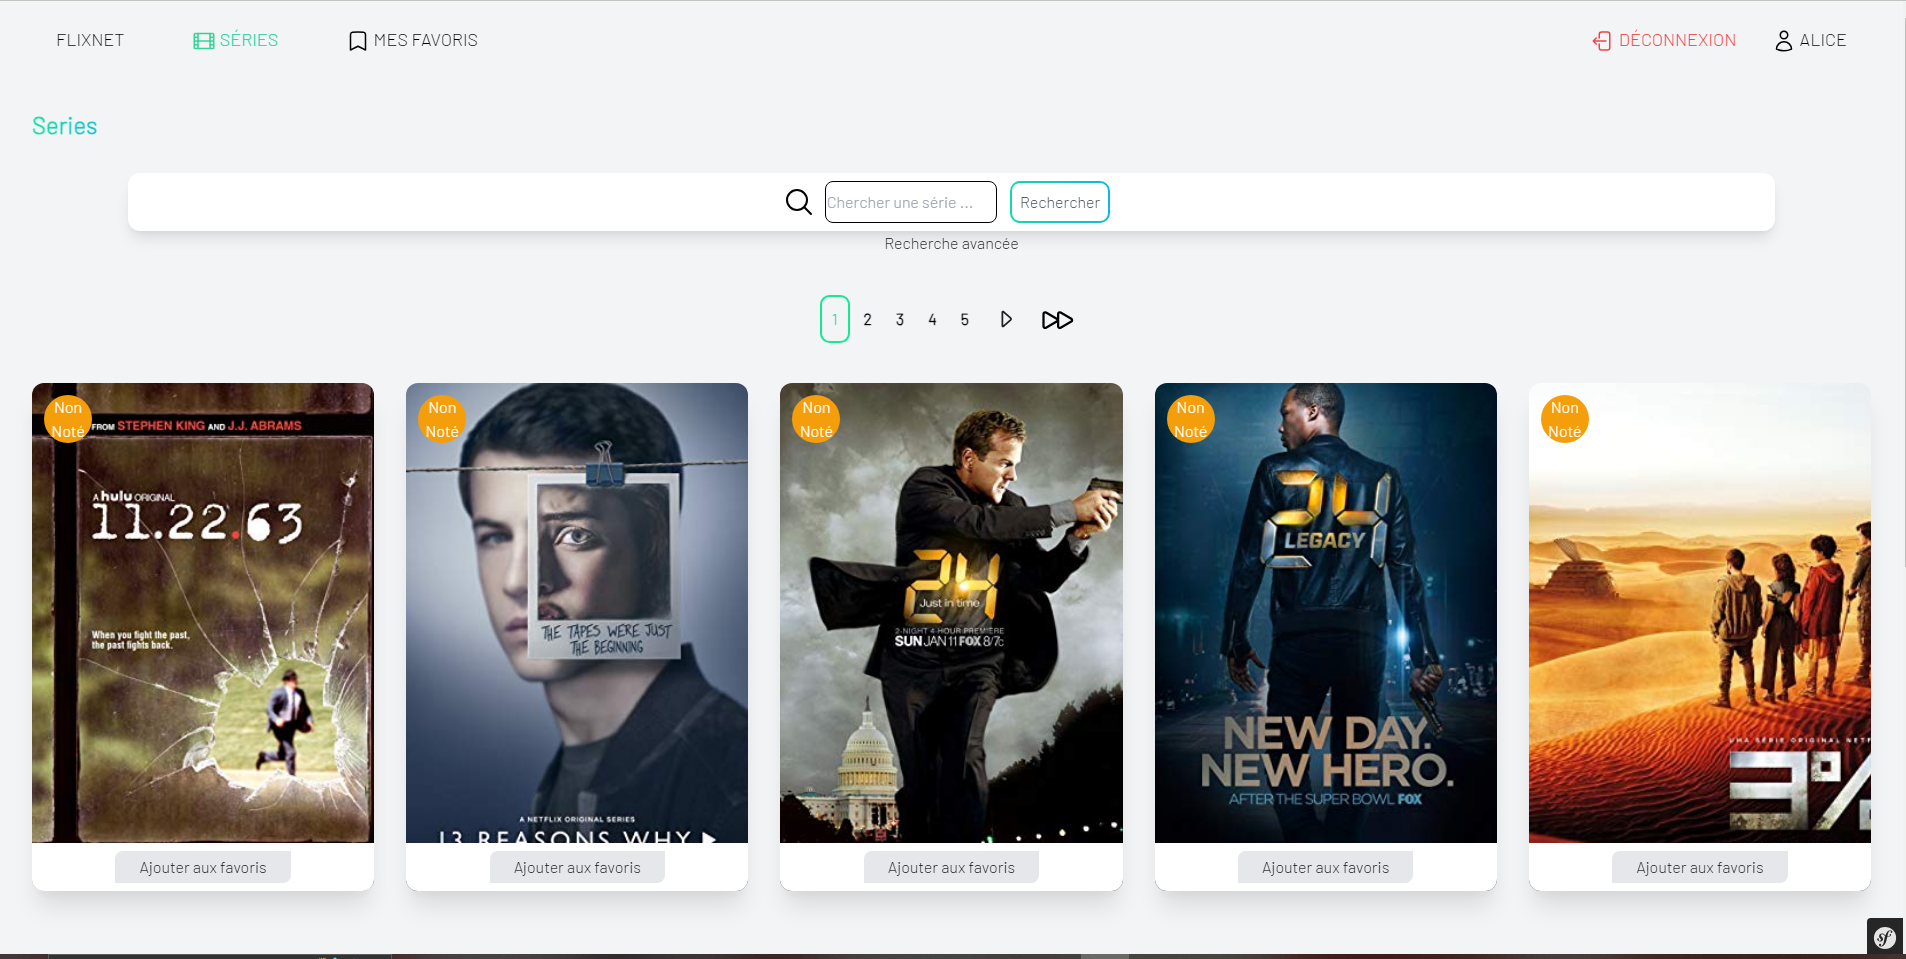 FLIXNET
SÉRIES
MES FAVORIS
DÉCONNEXION
ALICE
Series
Chercher une série ...
Rechercher
Recherche avancée
1 2 3 4 5
Non
Noté
FROM STEPHEN KING AND J.J. ABRAMS
A hulu ORIGINAL
11.22.63
When you fight the past,
the past fights back.
Ajouter aux favoris
Non
Noté
THE TAPES WERE JUST
THE BEGINNING
A NETFLIX ORIGINAL SERIES
13 REASONS WHY
Ajouter aux favoris
Non
Noté
24
Just in time
2-NIGHT 4-HOUR PREMIERE
SUN JAN 11 FOX 8/7c
Ajouter aux favoris
Non
Noté
24
LEGACY
NEW DAY.
NEW HERO.
AFTER THE SUPER BOWL FOX
Ajouter aux favoris
Non
Noté
UMA SÉRIE ORIGINAL NETF
3%
Ajouter aux favoris
sf